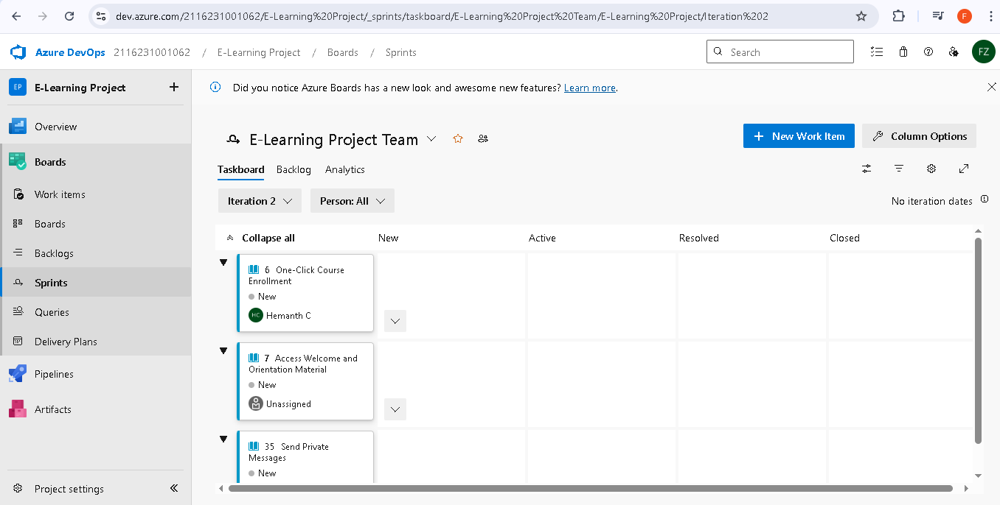 dev.azure.com/2116231001062/E-Learning%20Project/_sprints/taskboard/E-Learning%20Project%20Team/E-Learning%20Project/Iteration%202
F
Azure DevOps 2116231001062 / E-Learning Project / Boards / Sprints
Search
FZ
EP E-Learning Project
Did you notice Azure Boards has a new look and awesome new features? Learn more.
Overview
Boards
Work items
Boards
Backlogs
Sprints
Queries
Delivery Plans
Pipelines
Artifacts
Project settings
E-Learning Project Team
New Work Item
Column Options
Taskboard Backlog Analytics
Iteration 2
Person: All
No iteration dates
Collapse all New Active Resolved Closed
6 One-Click Course
Enrollment
New
HC Hemanth C
7 Access Welcome and
Orientation Material
New
Unassigned
35 Send Private
Messages
New